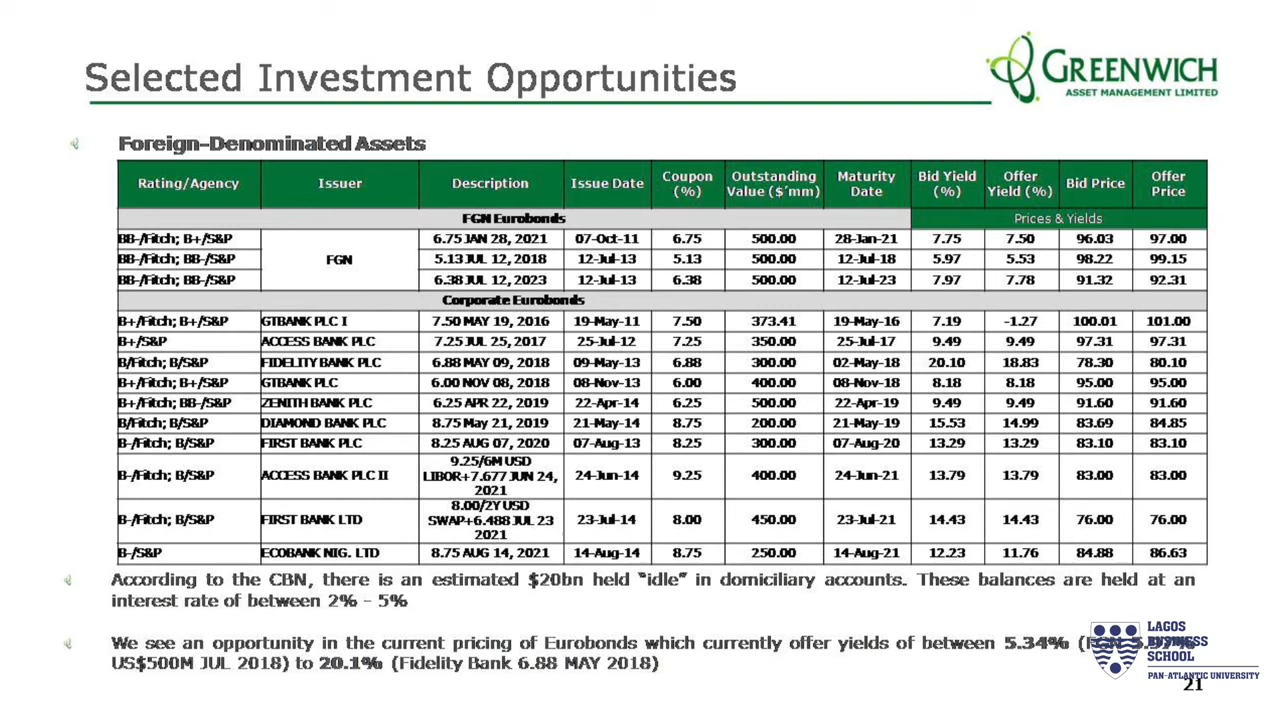 Selected Investment Opportunities
GREENWICH
ASSET MANAGEMENT LIMITED
Foreign-Denominated Assets
Rating/Agency Issuer Description Issue Date Coupon (%) Outstanding Value ($'mm) Maturity Date Bid Yield (%) Offer Yield (%) Bid Price Offer Price
FGN Eurobonds Prices & Yields
BB-/Fitch; B+/S&P 6.75 JAN 28, 2021 07-Oct-11 6.75 500.00 28-Jan-21 7.75 7.50 96.03 97.00
BB-/Fitch; BB-/S&P FGN 5.13 JUL 12, 2018 12-Jul-13 5.13 500.00 12-Jul-18 5.97 5.53 98.22 99.15
BB-/Fitch; BB-/S&P 6.38 JUL 12, 2023 12-Jul-13 6.38 500.00 12-Jul-23 7.97 7.78 91.32 92.31
Corporate Eurobonds
B+/Fitch; B+/S&P GTBANK PLC I 7.50 MAY 19, 2016 19-May-11 7.50 373.41 19-May-16 7.19 -1.27 100.01 101.00
B+/S&P ACCESS BANK PLC 7.25 JUL 25, 2017 25-Jul-12 7.25 350.00 25-Jul-17 9.49 9.49 97.31 97.31
B/Fitch; B/S&P FIDELITY BANK PLC 6.88 MAY 09, 2018 09-May-13 6.88 300.00 02-May-18 20.10 18.83 78.30 80.10
B+/Fitch; B+/S&P GTBANK PLC 6.00 NOV 08, 2018 08-Nov-13 6.00 400.00 08-Nov-18 8.18 8.18 95.00 95.00
B+/Fitch; BB-/S&P ZENITH BANK PLC 6.25 APR 22, 2019 22-Apr-14 6.25 500.00 22-Apr-19 9.49 9.49 91.60 91.60
B/Fitch; B/S&P DIAMOND BANK PLC 8.75 May 21, 2019 21-May-14 8.75 200.00 21-May-19 15.53 14.99 83.69 84.85
B-/Fitch; B/S&P FIRST BANK PLC 8.25 AUG 07, 2020 07-Aug-13 8.25 300.00 07-Aug-20 13.29 13.29 83.10 83.10
B-/Fitch; B/S&P ACCESS BANK PLC II 9.25/6M USD LIBOR+7.677 JUN 24, 2021 24-Jun-14 9.25 400.00 24-Jun-21 13.79 13.79 83.00 83.00
B-/Fitch; B/S&P FIRST BANK LTD 8.00/2Y USD SWAP+6.488 JUL 23 2021 23-Jul-14 8.00 450.00 23-Jul-21 14.43 14.43 76.00 76.00
B-/S&P ECOBANK NIG. LTD 8.75 AUG 14, 2021 14-Aug-14 8.75 250.00 14-Aug-21 12.23 11.76 84.88 86.63
According to the CBN, there is an estimated $20bn held "idle" in domiciliary accounts. These balances are held at an
interest rate of between 2% - 5%
We see an opportunity in the current pricing of Eurobonds which currently offer yields of between 5.34%
US$500M JUL 2018) to 20.1% (Fidelity Bank 6.88 MAY 2018)
LAGOS
BUSINESS
SCHOOL
PAN-ATLANTIC UNIVERSITY
21